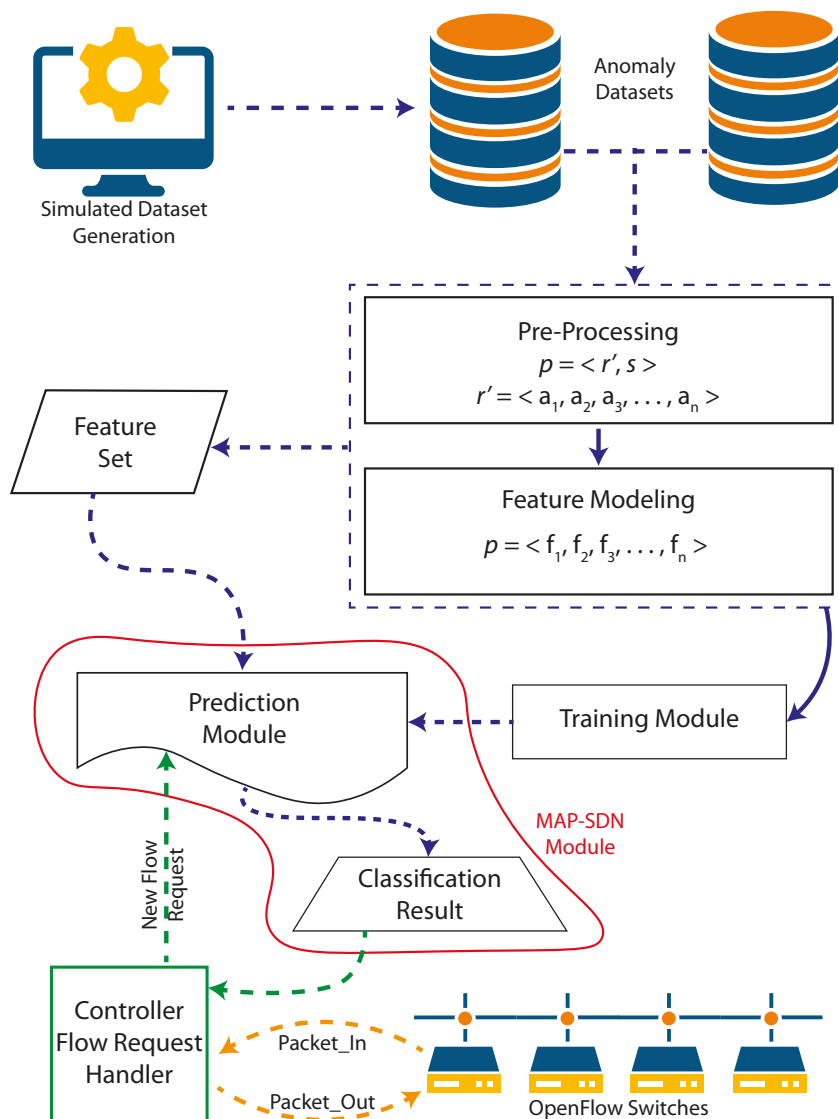 Anomaly
Datasets
Simulated Dataset
Generation
Pre-Processing
p = < r', s >
r' = < a₁, a₂, a₃, . . . , aₙ >
Feature
Set
Feature Modeling
p = < f₁, f₂, f₃, . . . , fₙ >
Prediction
Module
Training Module
MAP-SDN
Module
Classification
Result
New Flow
Request
Controller
Flow Request
Handler
Packet_In
Packet_Out
OpenFlow Switches